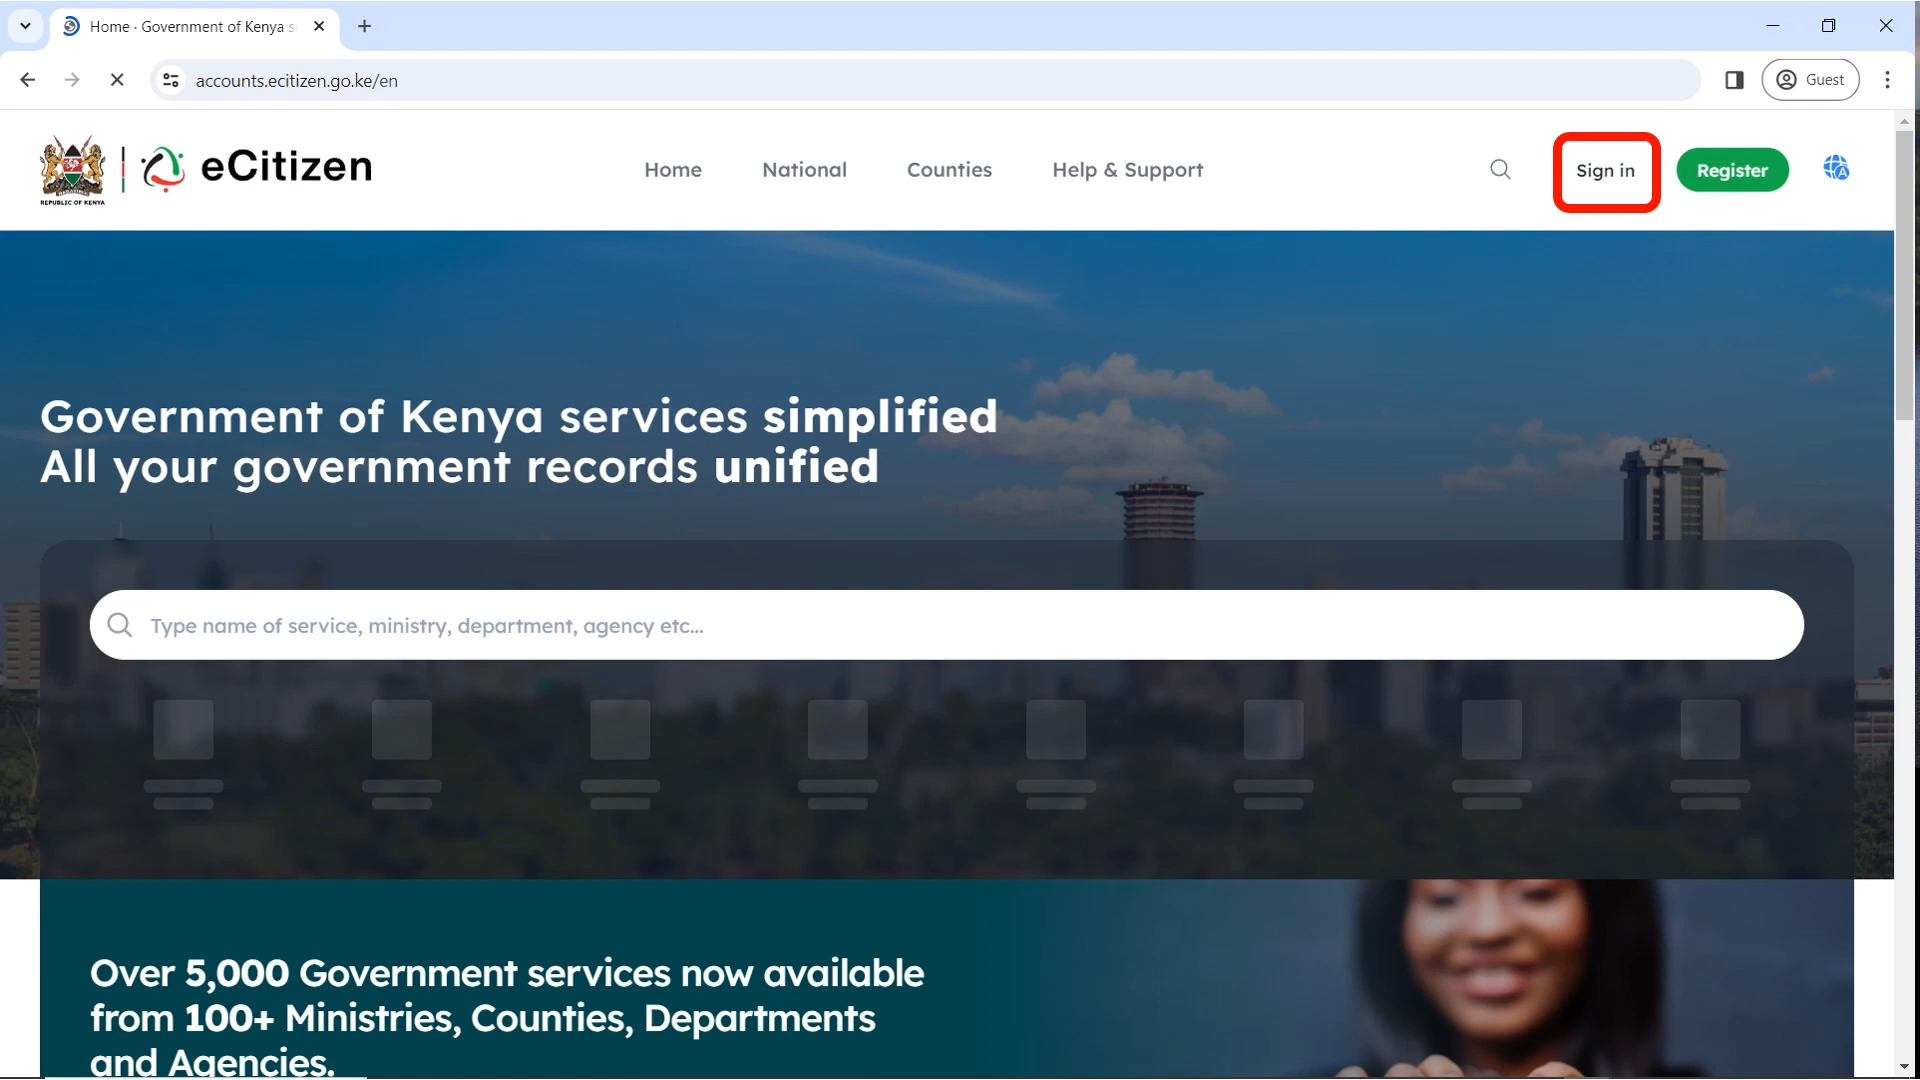 Home · Government of Kenya s
accounts.ecitizen.go.ke/en
Guest
REPUBLIC OF KENYA
eCitizen
Home
National
Counties
Help & Support
Sign in
Register
Government of Kenya services simplified
All your government records unified
Type name of service, ministry, department, agency etc...
Over 5,000 Government services now available
from 100+ Ministries, Counties, Departments
and Agencies.